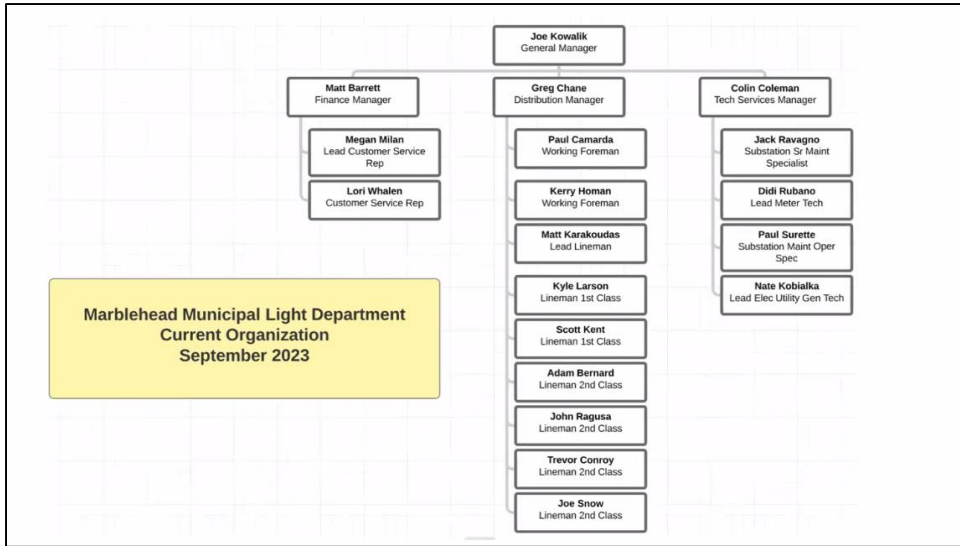 Joe Kowalik
General Manager
Matt Barrett
Finance Manager
Greg Chane
Distribution Manager
Colin Coleman
Tech Services Manager
Megan Milan
Lead Customer Service
Rep
Lori Whalen
Customer Service Rep
Paul Camarda
Working Foreman
Kerry Homan
Working Foreman
Matt Karakoudas
Lead Lineman
Kyle Larson
Lineman 1st Class
Scott Kent
Lineman 1st Class
Adam Bernard
Lineman 2nd Class
John Ragusa
Lineman 2nd Class
Trevor Conroy
Lineman 2nd Class
Joe Snow
Lineman 2nd Class
Jack Ravagno
Substation Sr Maint
Specialist
Didi Rubano
Lead Meter Tech
Paul Surette
Substation Maint Oper
Spec
Nate Kobialka
Lead Elec Utility Gen Tech
Marblehead Municipal Light Department
Current Organization
September 2023